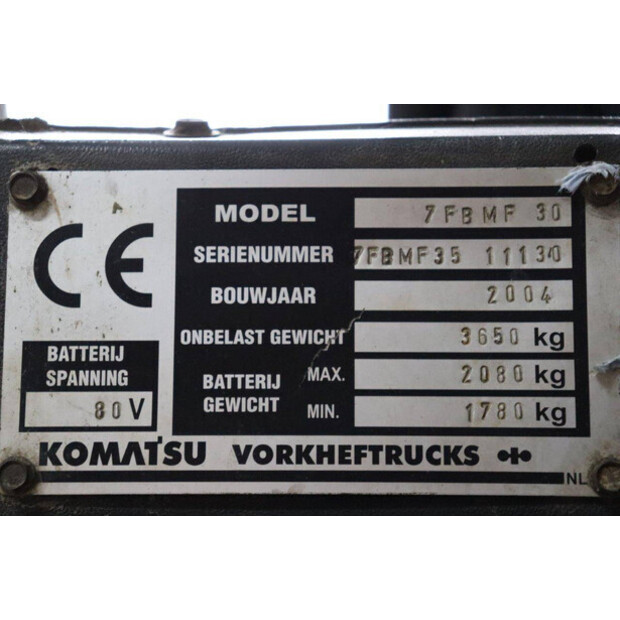 CE
MODEL 7FBMF 30
SERIENUMMER 7FBMF35 11130
BOUWJAAR 2004
ONBELAST GEWICHT 3650 kg
BATTERIJ GEWICHT MAX. 2080 kg
MIN. 1780 kg
BATTERIJ
SPANNING
80 V
KOMATSU VORKHEFTRUCKS
NL